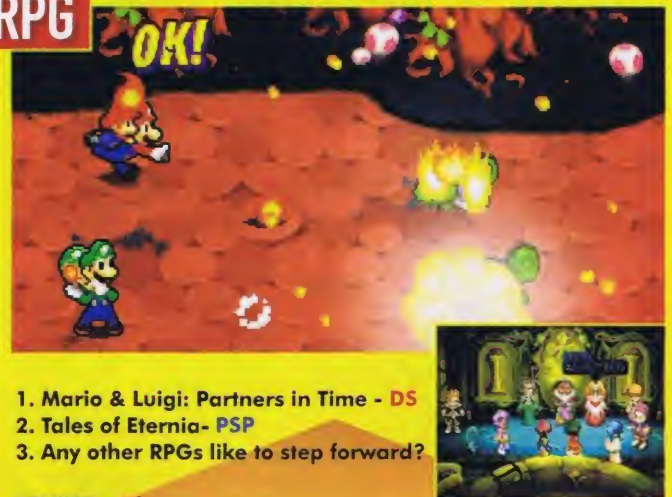 RPG
OK!
1. Mario & Luigi: Partners in Time - DS
2. Tales of Eternia- PSP
3. Any other RPGs like to step forward?